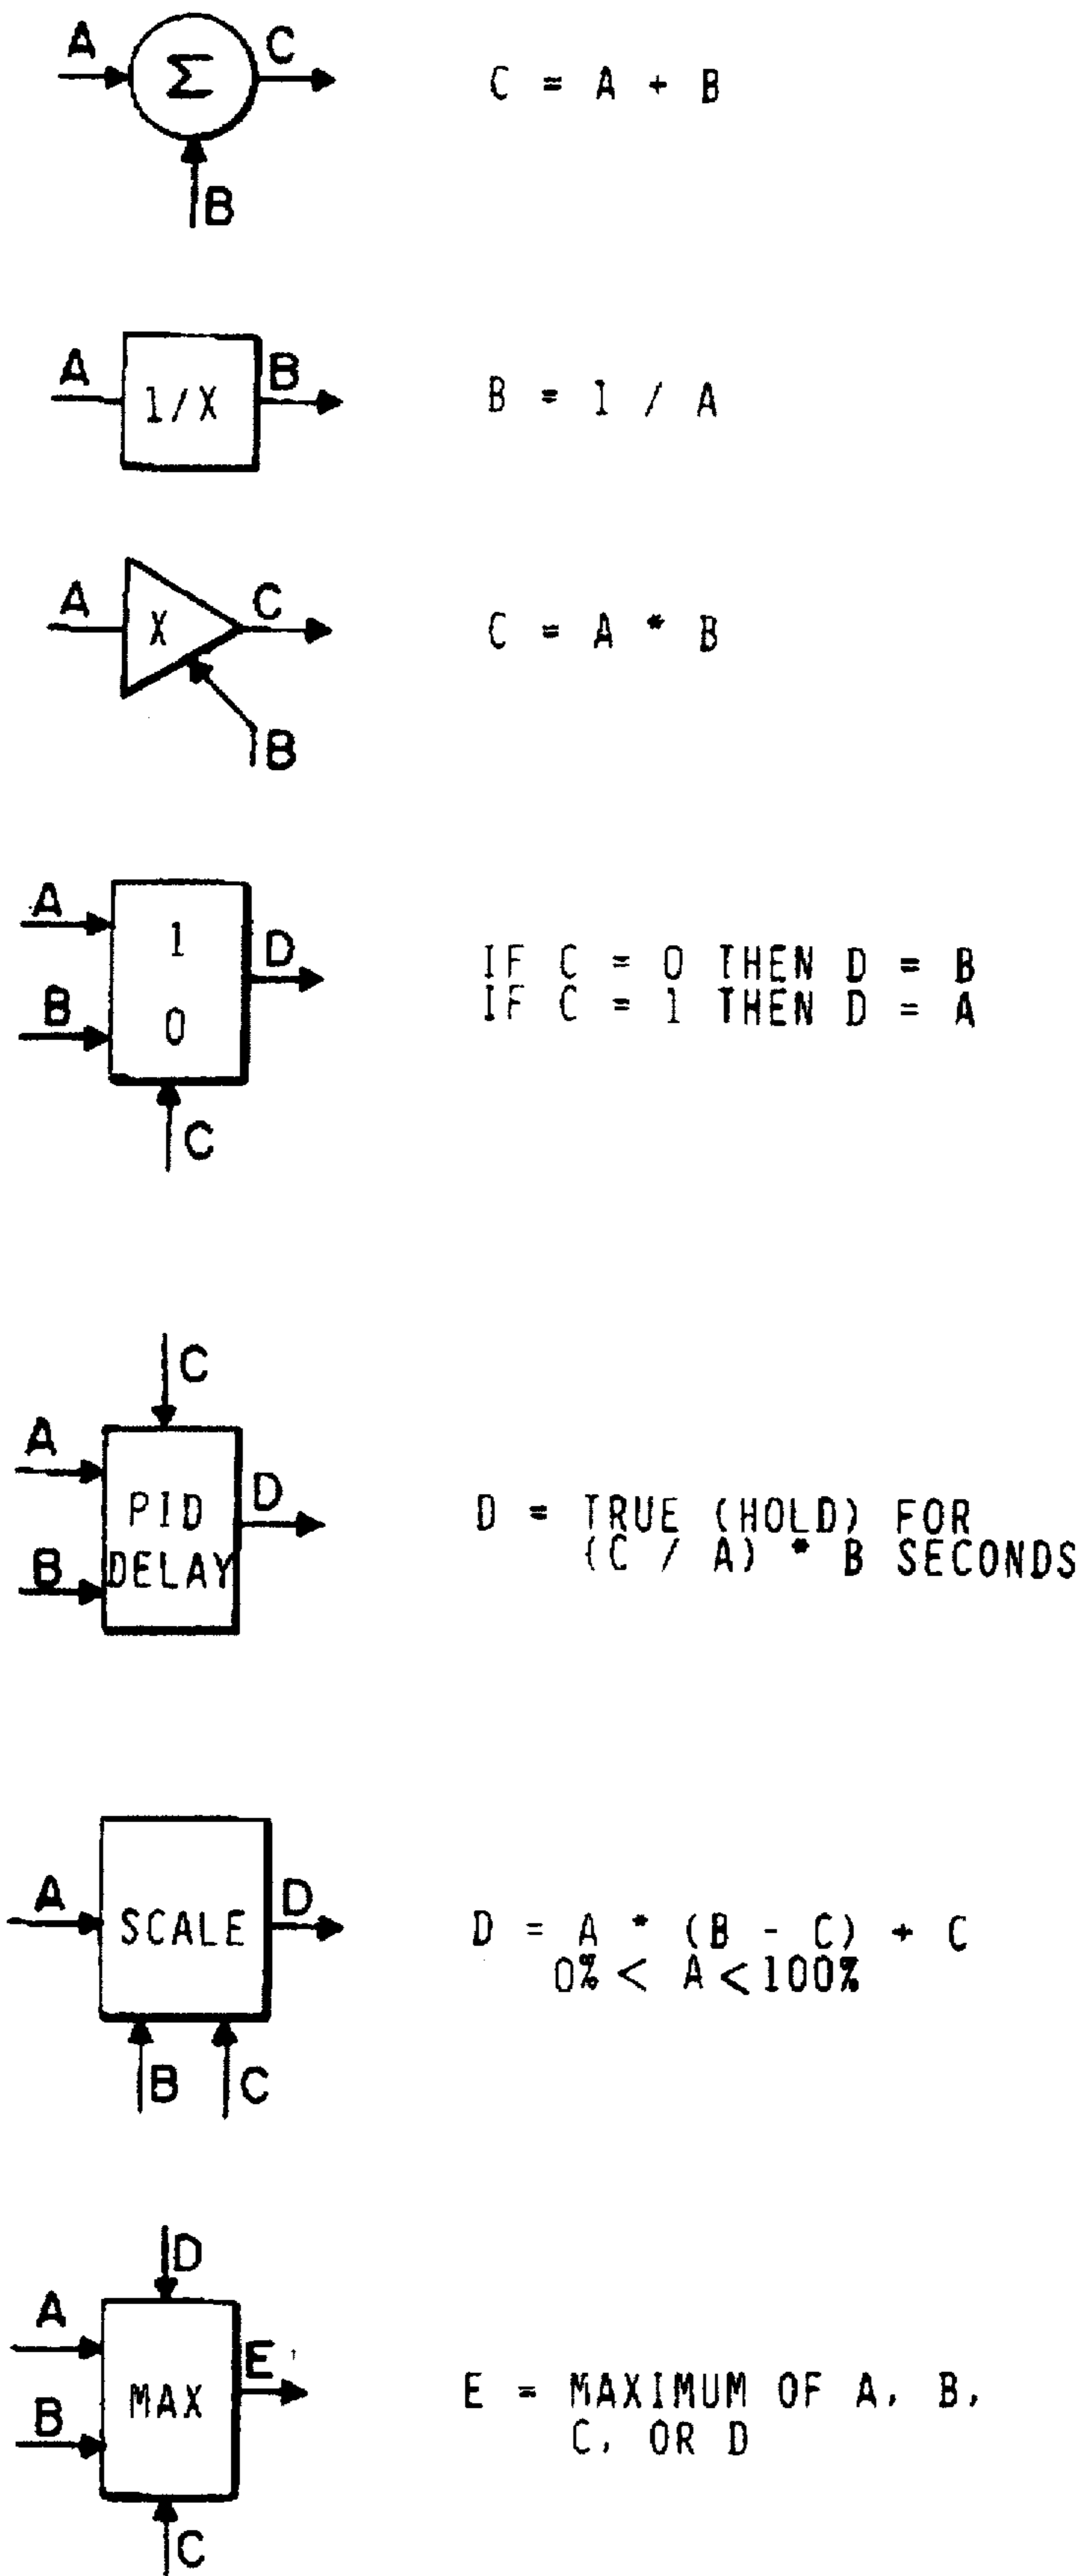 A Σ C
B
C = A + B
A 1/X B
B = 1 / A
A X C
B
C = A * B
A 1 D
B 0
C
IF C = 0 THEN D = B
IF C = 1 THEN D = A
C
A
PID D
B DELAY
D = TRUE (HOLD) FOR
(C / A) * B SECONDS
A SCALE D
B C
D = A * (B - C) + C
0% < A < 100%
D
A
MAX E
B
C
E = MAXIMUM OF A, B,
C, OR D